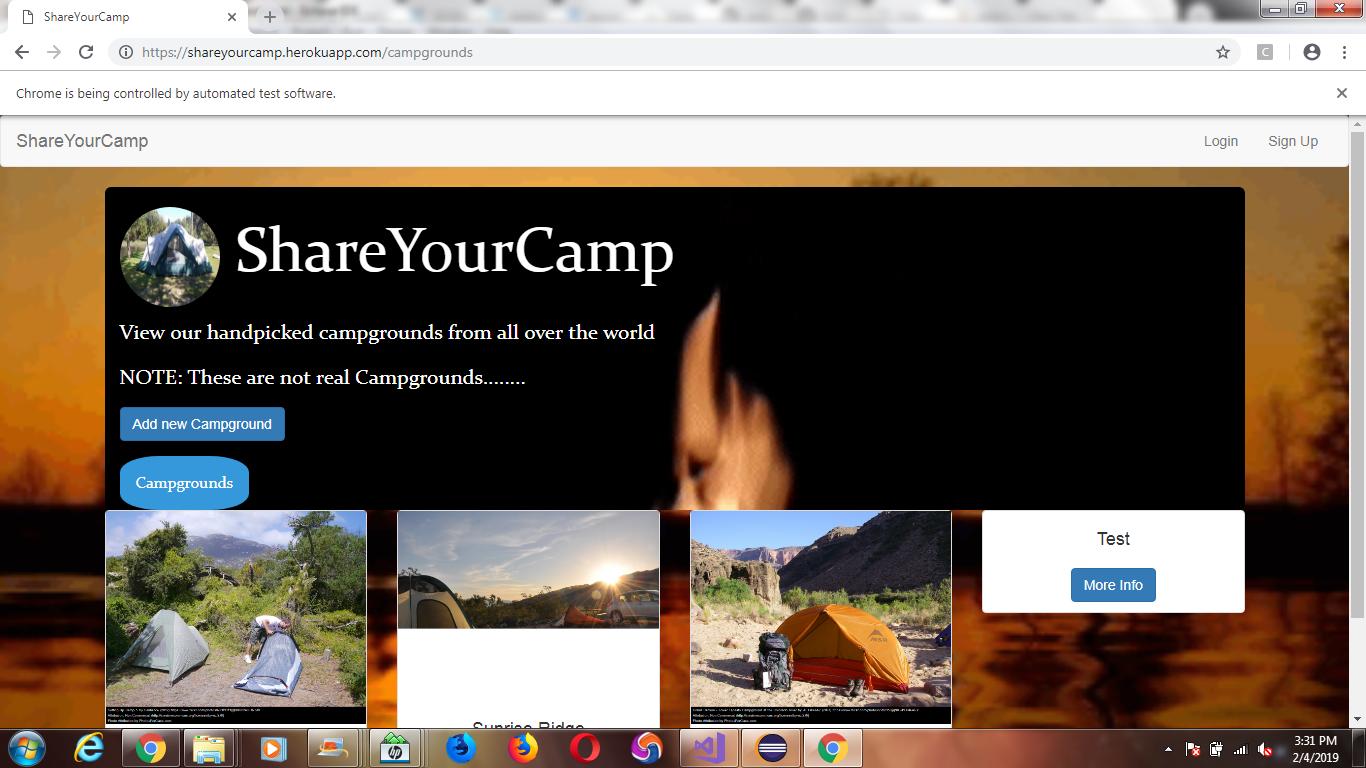 ShareYourCamp
https://shareyourcamp.herokuapp.com/campgrounds
C
Chrome is being controlled by automated test software.
ShareYourCamp
Login
Sign Up
ShareYourCamp
View our handpicked campgrounds from all over the world
NOTE: These are not real Campgrounds........
Add new Campground
Campgrounds
Test
More Info
Sunrise Ridge
hp
3:31 PM
2/4/2019